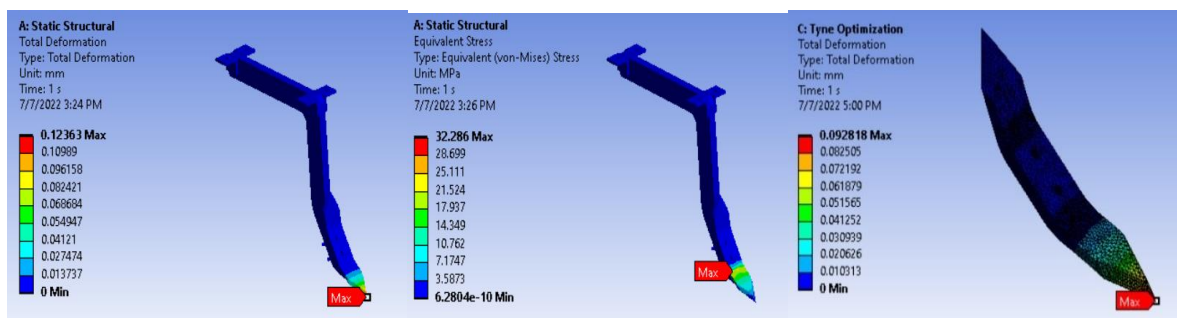 A: Static Structural
Total Deformation
Type: Total Deformation
Unit: mm
Time: 1 s
7/7/2022 3:24 PM
0.12363 Max
0.10989
0.096158
0.082421
0.068684
0.054947
0.04121
0.027474
0.013737
0 Min
Max
A: Static Structural
Equivalent Stress
Type: Equivalent (von-Mises) Stress
Unit: MPa
Time: 1 s
7/7/2022 3:26 PM
32.286 Max
28.699
25.111
21.524
17.937
14.349
10.762
7.1747
3.5873
6.2804e-10 Min
Max
C: Tyne Optimization
Total Deformation
Type: Total Deformation
Unit: mm
Time: 1 s
7/7/2022 5:00 PM
0.092818 Max
0.082505
0.072192
0.061879
0.051565
0.041252
0.030939
0.020626
0.010313
0 Min
Max